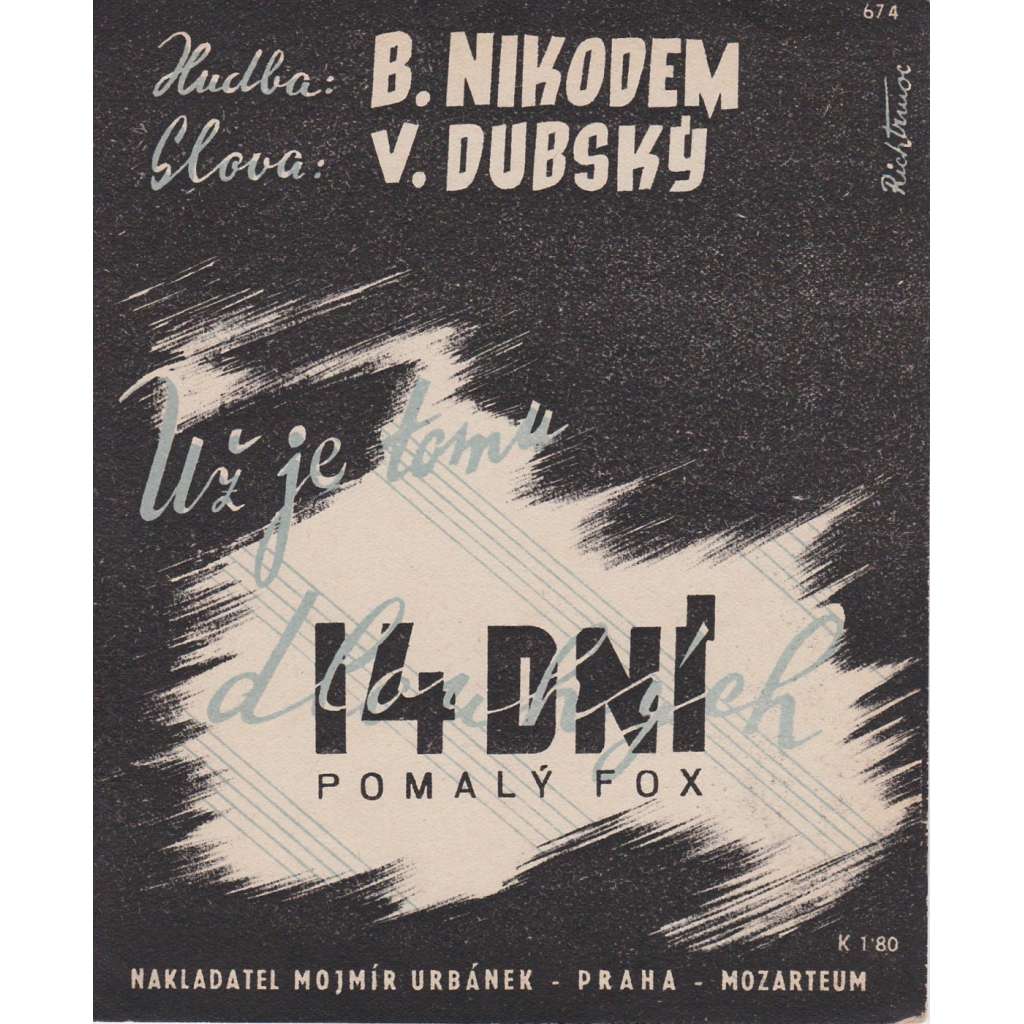 674
Hudba: B. NIKODEM
Slova: V. DUBSKÝ
Richtrmoc
Už je tomu
dlouhých
14 DNÍ
POMALÝ FOX
K 1·80
NAKLADATEL MOJMÍR URBÁNEK - PRAHA - MOZARTEUM